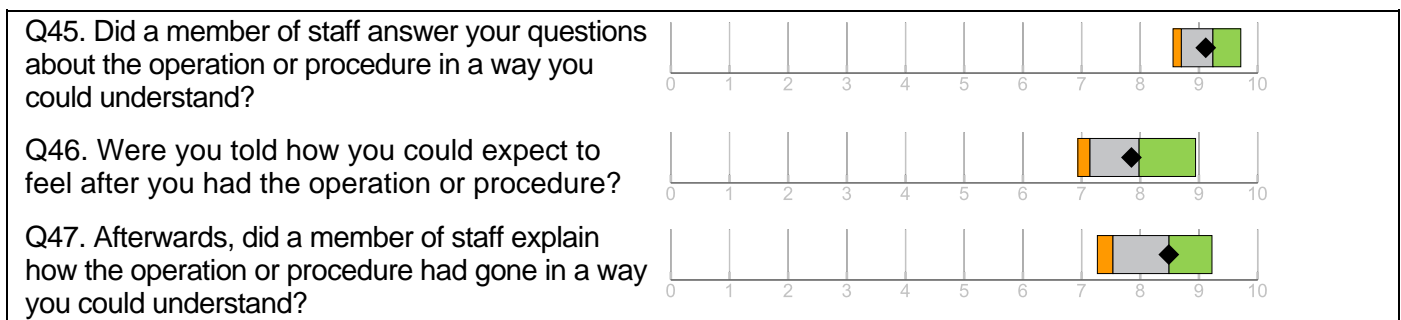 Q45. Did a member of staff answer your questions
about the operation or procedure in a way you
could understand?
0 1 2 3 4 5 6 7 8 9 10
Q46. Were you told how you could expect to
feel after you had the operation or procedure?
0 1 2 3 4 5 6 7 8 9 10
Q47. Afterwards, did a member of staff explain
how the operation or procedure had gone in a way
you could understand?
0 1 2 3 4 5 6 7 8 9 10